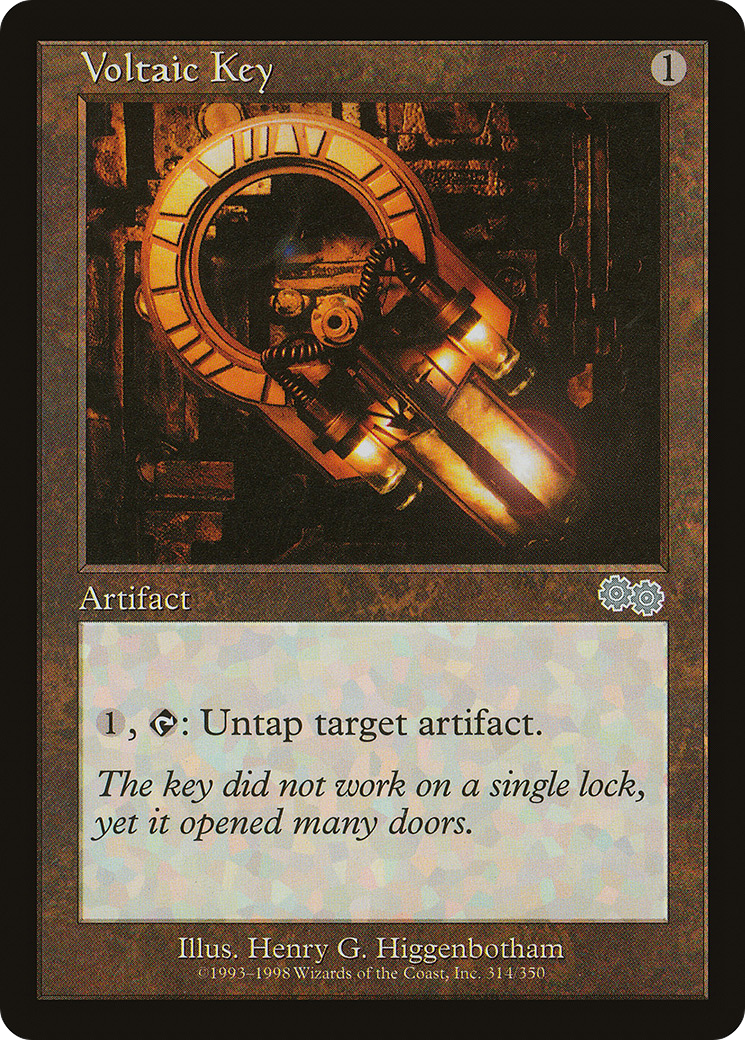 Voltaic Key 1
Artifact
1, : Untap target artifact.
The key did not work on a single lock,
yet it opened many doors.
Illus. Henry G. Higgenbotham
©1993–1998 Wizards of the Coast, Inc. 314/350